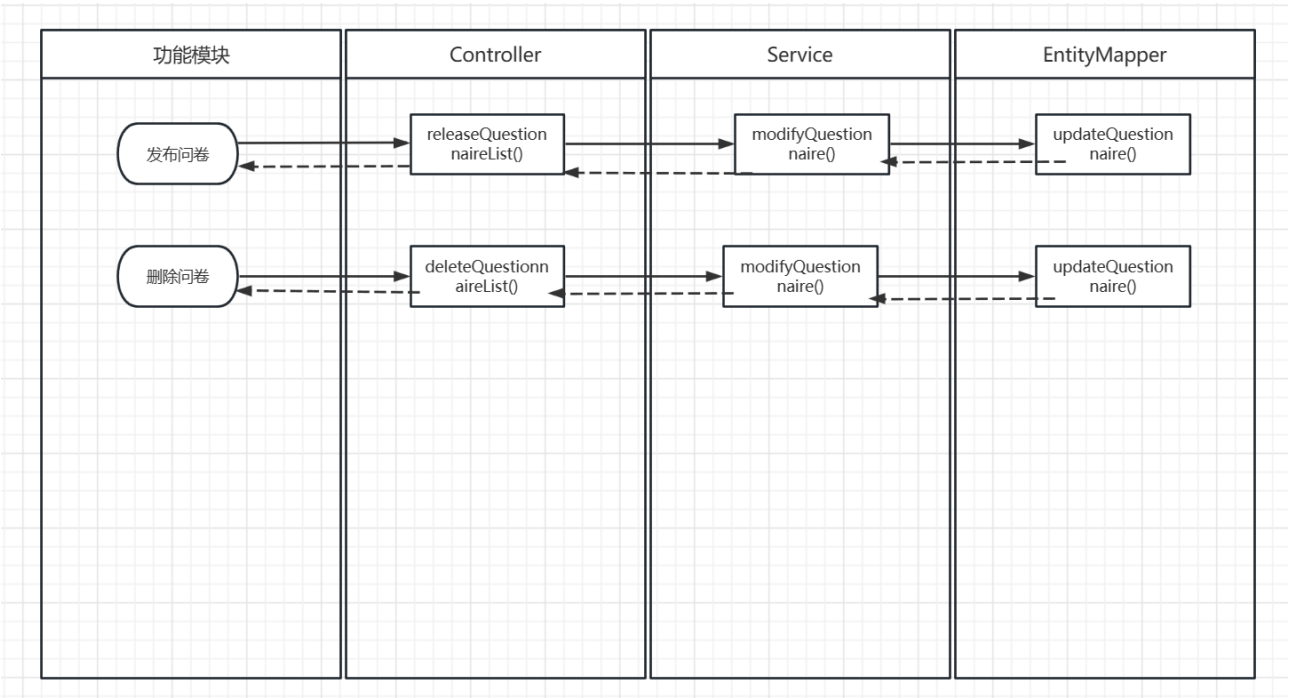 功能模块
Controller
Service
EntityMapper
发布问卷
releaseQuestion
naireList()
modifyQuestion
naire()
updateQuestion
naire()
删除问卷
deleteQuestionn
aireList()
modifyQuestion
naire()
updateQuestion
naire()